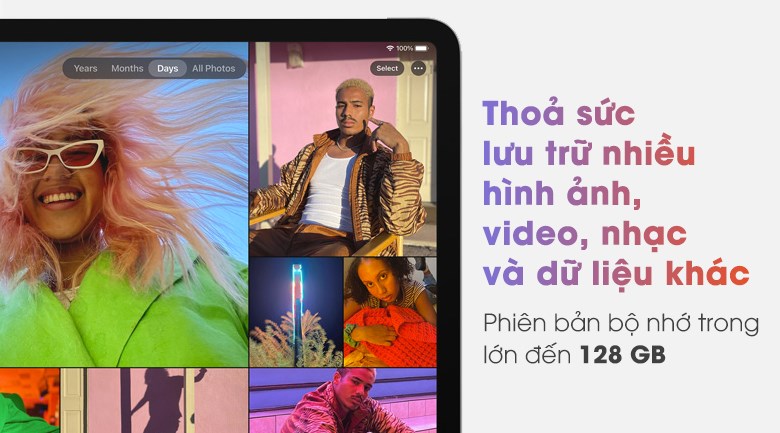 100%
Years Months Days All Photos
Select
Thoả sức
lưu trữ nhiều
hình ảnh,
video, nhạc
và dữ liệu khác
Phiên bản bộ nhớ trong
lớn đến 128 GB